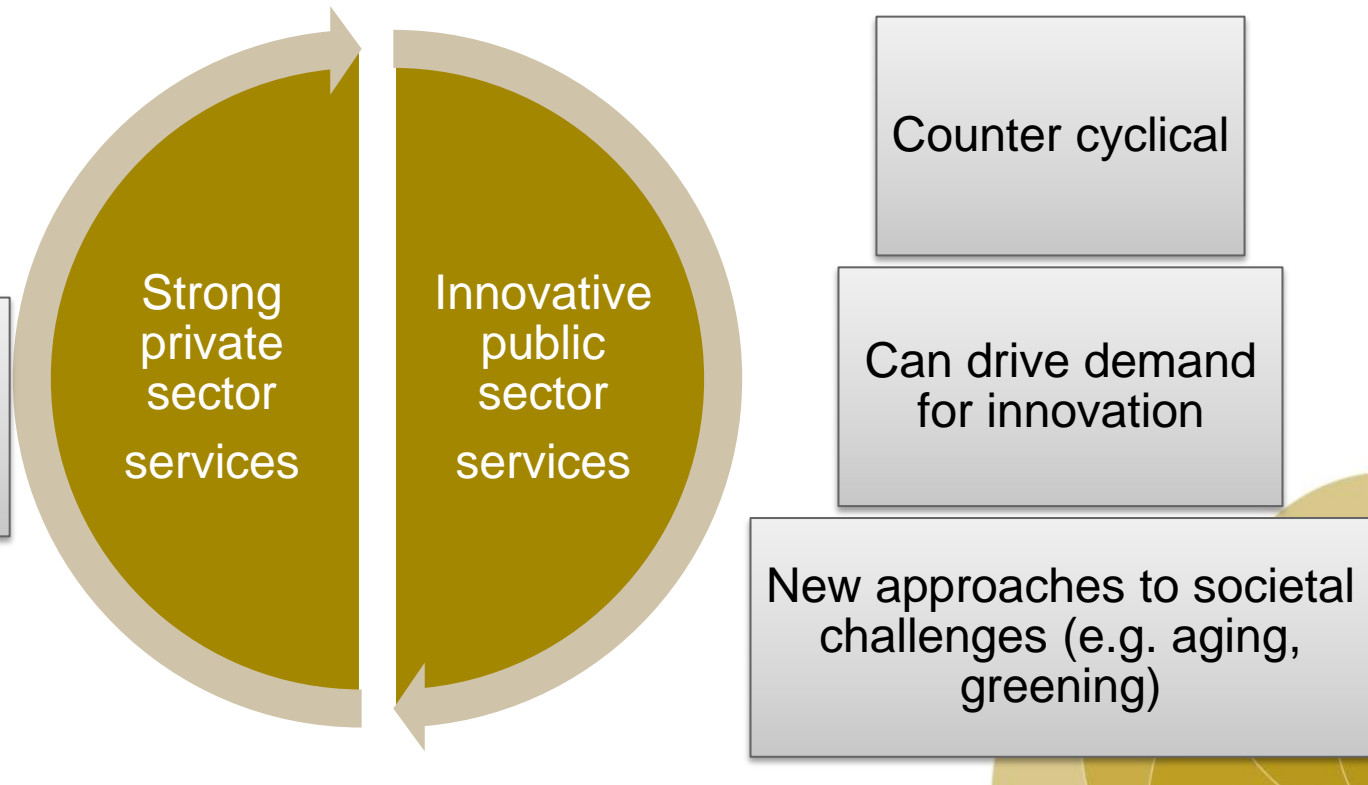 Strong
private
sector
services
Innovative
public
sector
services
Counter cyclical
Can drive demand
for innovation
New approaches to societal
challenges (e.g. aging,
greening)